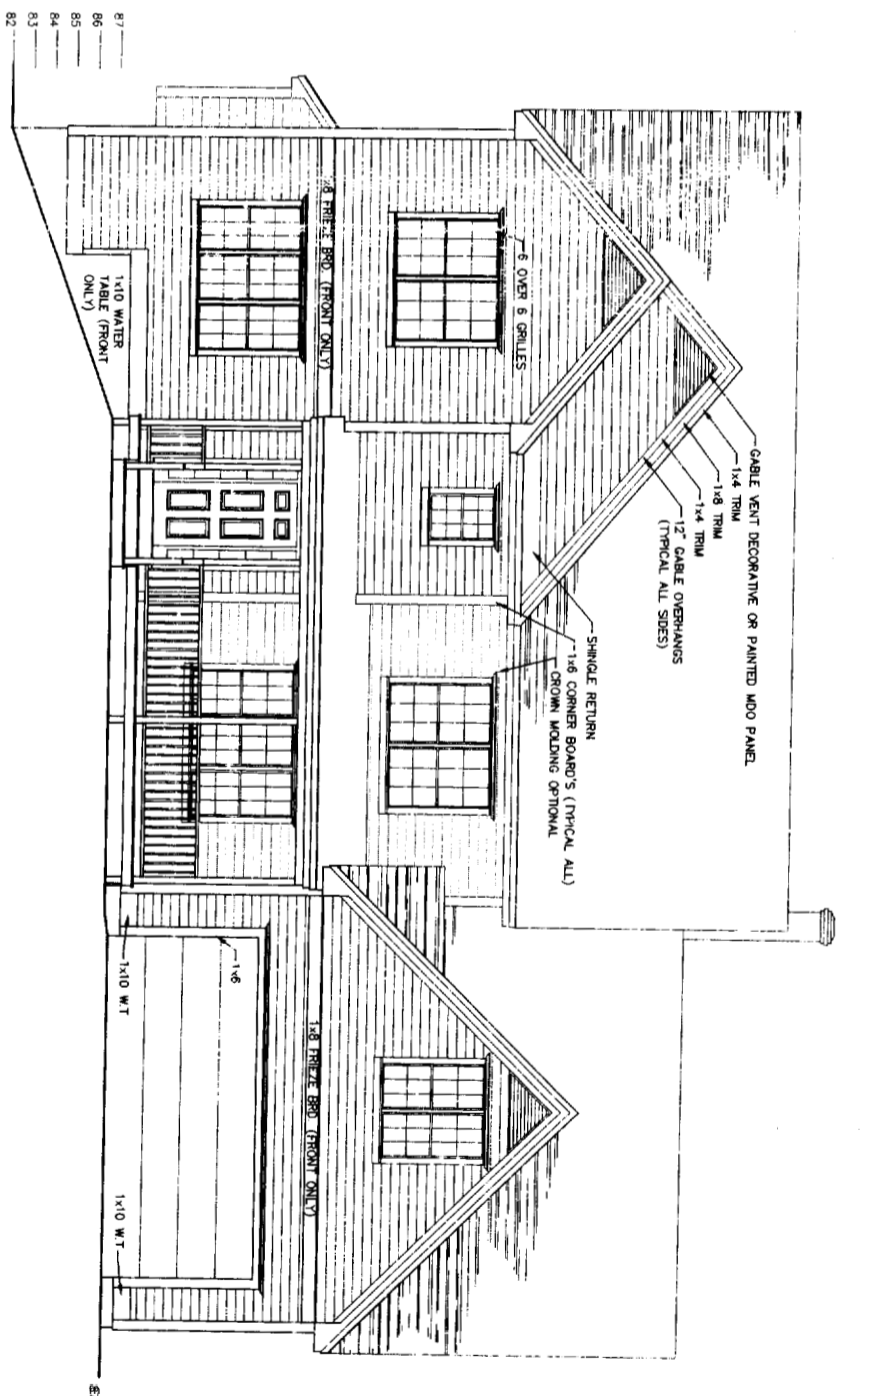 GABLE VENT DECORATIVE OR PAINTED MDO PANEL
1x4 TRIM
1x8 TRIM
1x4 TRIM
12" GABLE OVERHANGS
(TYPICAL ALL SIDES)
SHINGLE RETURN
1x6 CORNER BOARD'S (TYPICAL ALL)
CROWN MOLDING OPTIONAL
6 OVER 6 GRILLES
1x8 FRIEZE BRD. (FRONT ONLY)
1x8 FRIEZE BRD (FRONT ONLY)
1x6
1x10 WATER
TABLE (FRONT
ONLY)
1x10 W.T
1x10 W.T
87
86
85
84
83
82